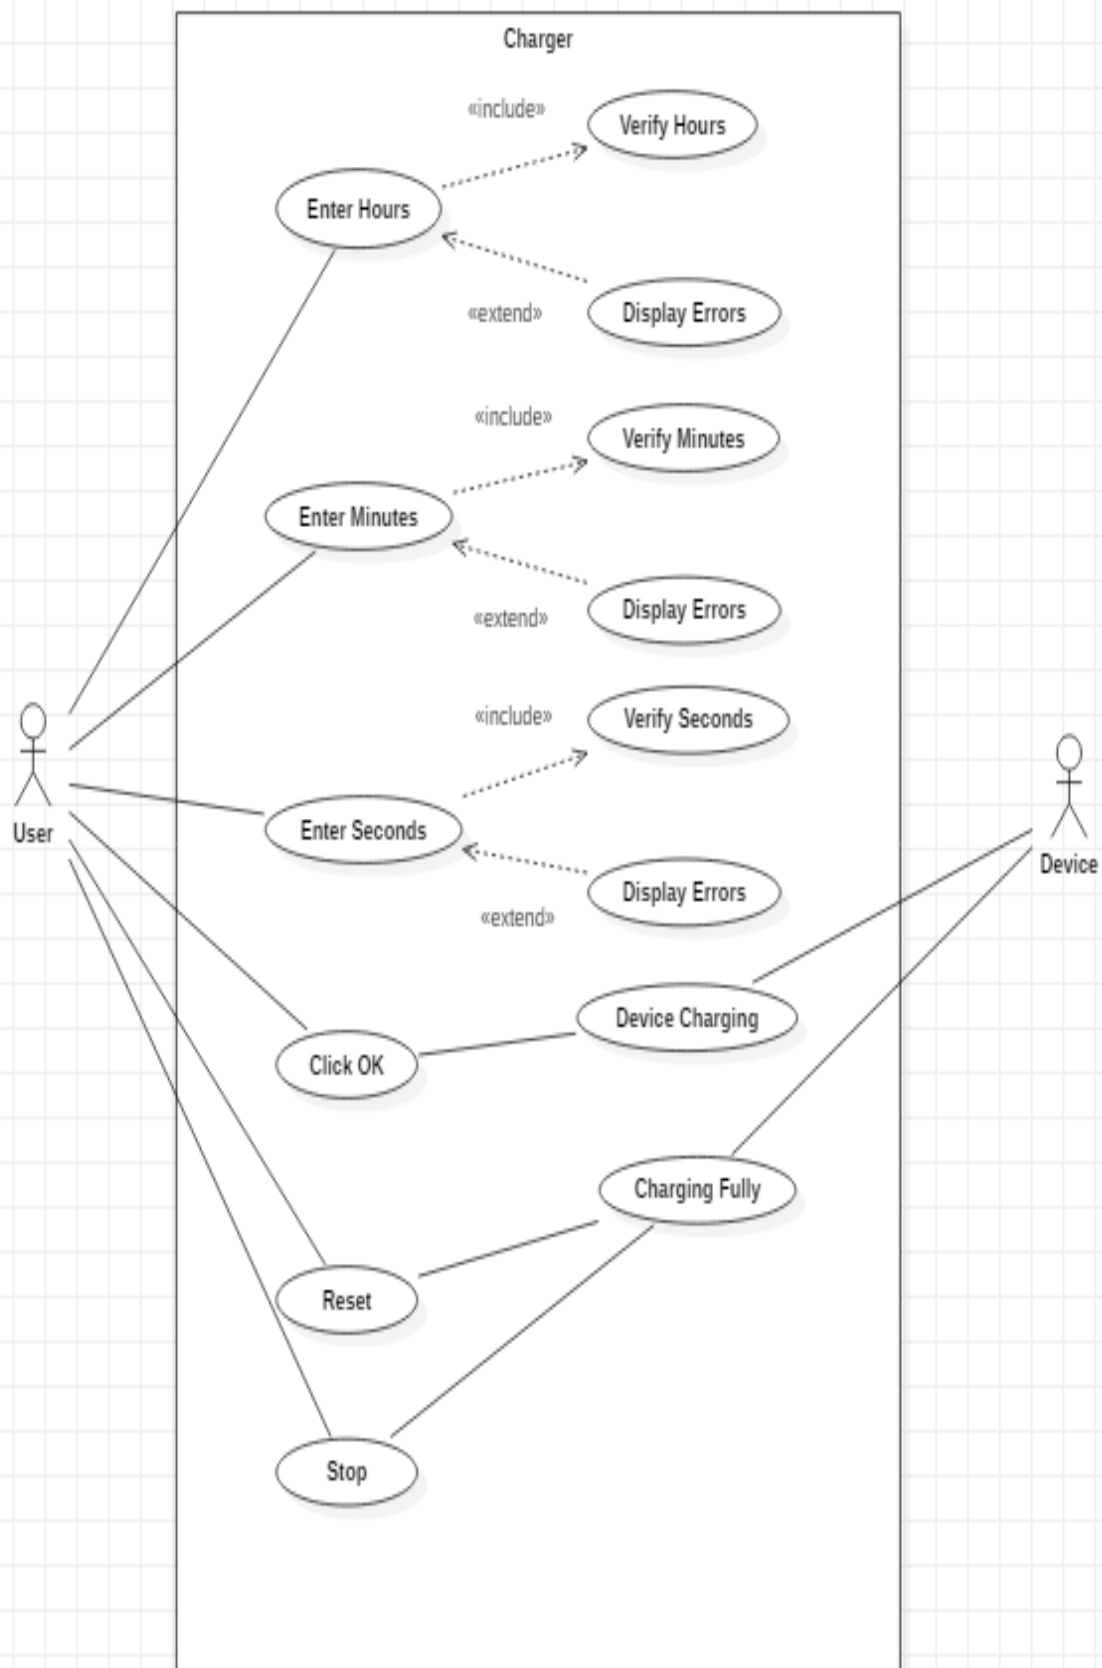 Charger
«include»
Verify Hours
Enter Hours
«extend»
Display Errors
«include»
Verify Minutes
Enter Minutes
Display Errors
«extend»
«include»
Verify Seconds
User
Enter Seconds
Device
Display Errors
«extend»
Device Charging
Click OK
Charging Fully
Reset
Stop